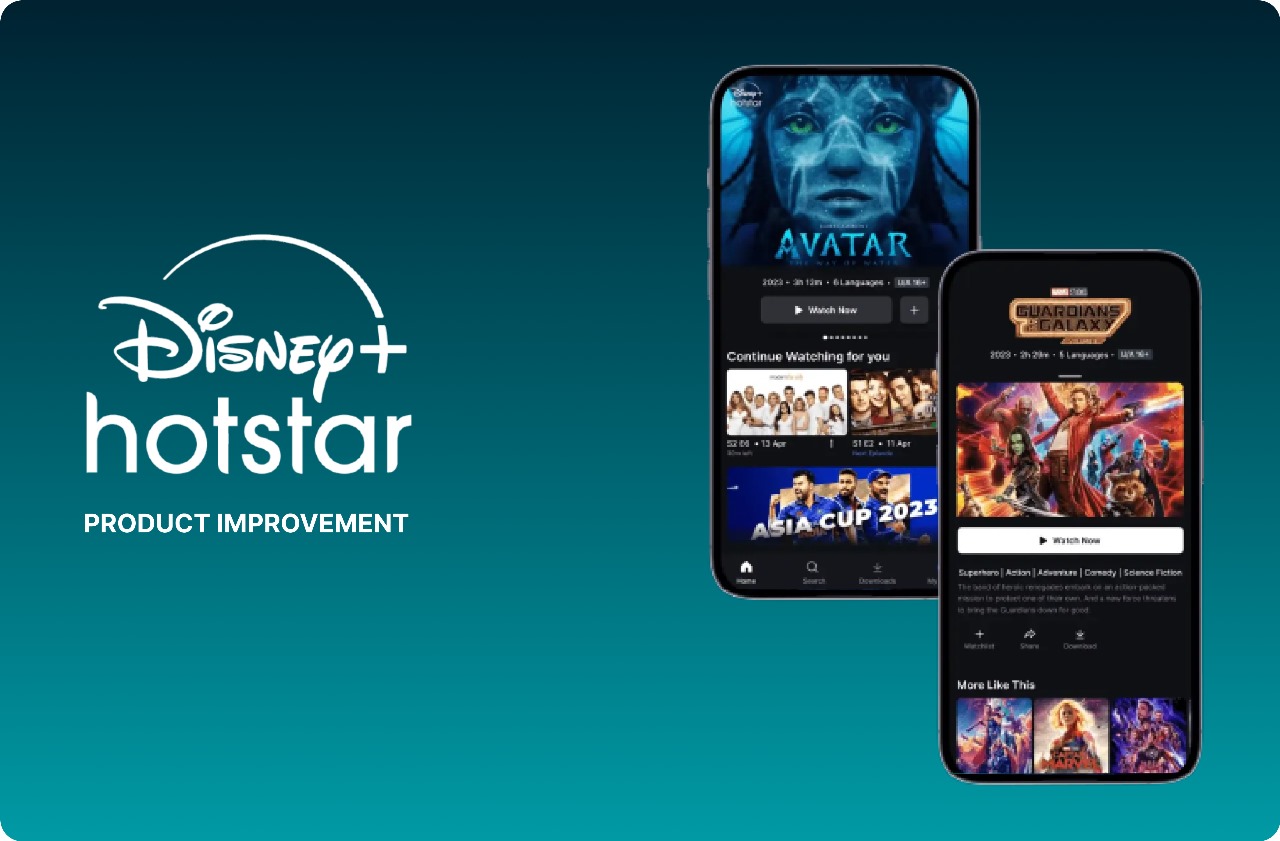 Disney+
hotstar
PRODUCT IMPROVEMENT
Disney+
hotstar
AVATAR
THE WAY OF WATER
2023 • 3h 12m • 6 Languages • U/A 16+
Watch Now
Continue Watching for you
S2 E6 • 13 Apr
S1 E2 • 11 Apr
Next Episode
ASIA CUP 2023
Home
Search
Downloads
My
MARVEL STUDIOS
GUARDIANS
OF THE GALAXY
2023 • 2h 29m • 5 Languages • U/A 16+
Watch Now
Superhero | Action | Adventure | Comedy | Science Fiction
The band of heroic renegades embark on an action-packed
mission to protect one of their own. And a new force threatens
to bring the Guardians down for good.
Watchlist
Share
Download
More Like This
CAPTAIN
MARVEL